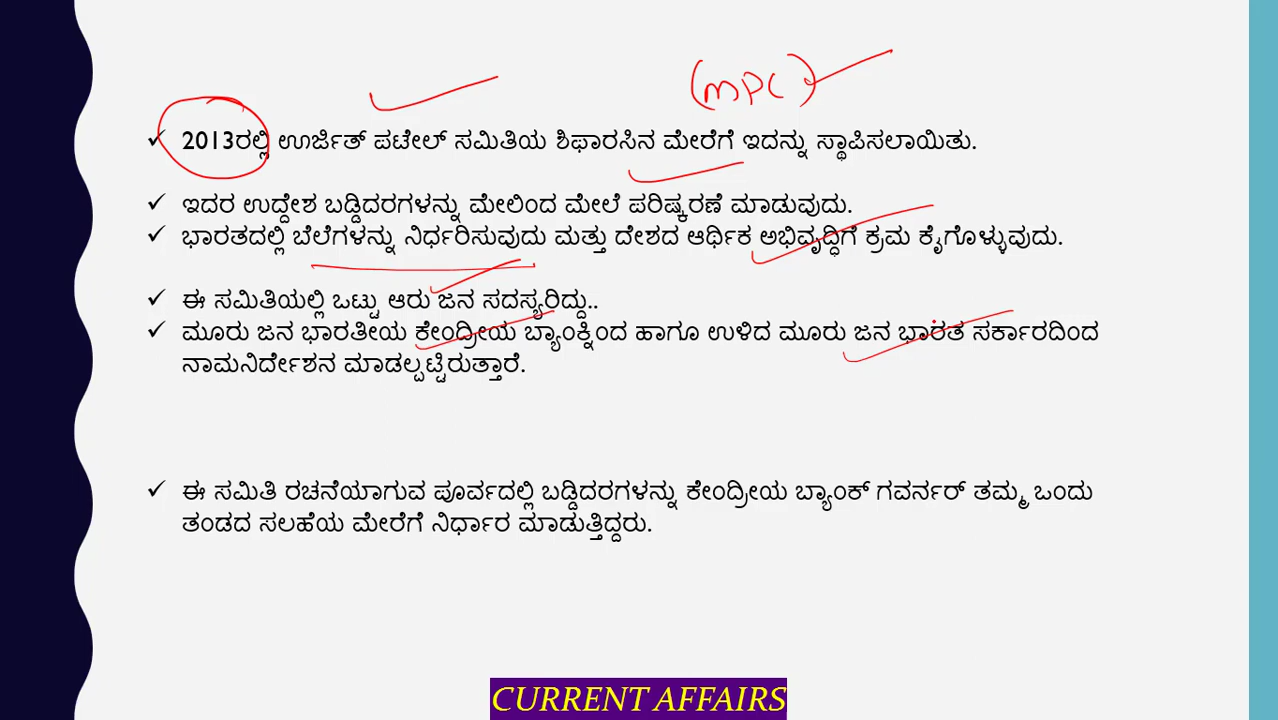 (mPC)
✓ 2013ರಲ್ಲಿ ಉರ್ಜಿತ್ ಪಟೇಲ್ ಸಮಿತಿಯ ಶಿಫಾರಸಿನ ಮೇರೆಗೆ ಇದನ್ನು ಸ್ಥಾಪಿಸಲಾಯಿತು.
✓ ಇದರ ಉದ್ದೇಶ ಬಡ್ಡಿದರಗಳನ್ನು ಮೇಲಿಂದ ಮೇಲೆ ಪರಿಷ್ಕರಣೆ ಮಾಡುವುದು.
✓ ಭಾರತದಲ್ಲಿ ಬೆಲೆಗಳನ್ನು ನಿರ್ಧರಿಸುವುದು ಮತ್ತು ದೇಶದ ಆರ್ಥಿಕ ಅಭಿವೃದ್ಧಿಗೆ ಕ್ರಮ ಕೈಗೊಳ್ಳುವುದು.
✓ ಈ ಸಮಿತಿಯಲ್ಲಿ ಒಟ್ಟು ಆರು ಜನ ಸದಸ್ಯರಿದ್ದು..
✓ ಮೂರು ಜನ ಭಾರತೀಯ ಕೇಂದ್ರೀಯ ಬ್ಯಾಂಕ್ನಿಂದ ಹಾಗೂ ಉಳಿದ ಮೂರು ಜನ ಭಾರತ ಸರ್ಕಾರದಿಂದ
ನಾಮನಿರ್ದೇಶನ ಮಾಡಲ್ಪಟ್ಟಿರುತ್ತಾರೆ.
✓ ಈ ಸಮಿತಿ ರಚನೆಯಾಗುವ ಪೂರ್ವದಲ್ಲಿ ಬಡ್ಡಿದರಗಳನ್ನು ಕೇಂದ್ರೀಯ ಬ್ಯಾಂಕ್ ಗವರ್ನರ್ ತಮ್ಮ ಒಂದು
ತಂಡದ ಸಲಹೆಯ ಮೇರೆಗೆ ನಿರ್ಧಾರ ಮಾಡುತ್ತಿದ್ದರು.
CURRENT AFFAIRS